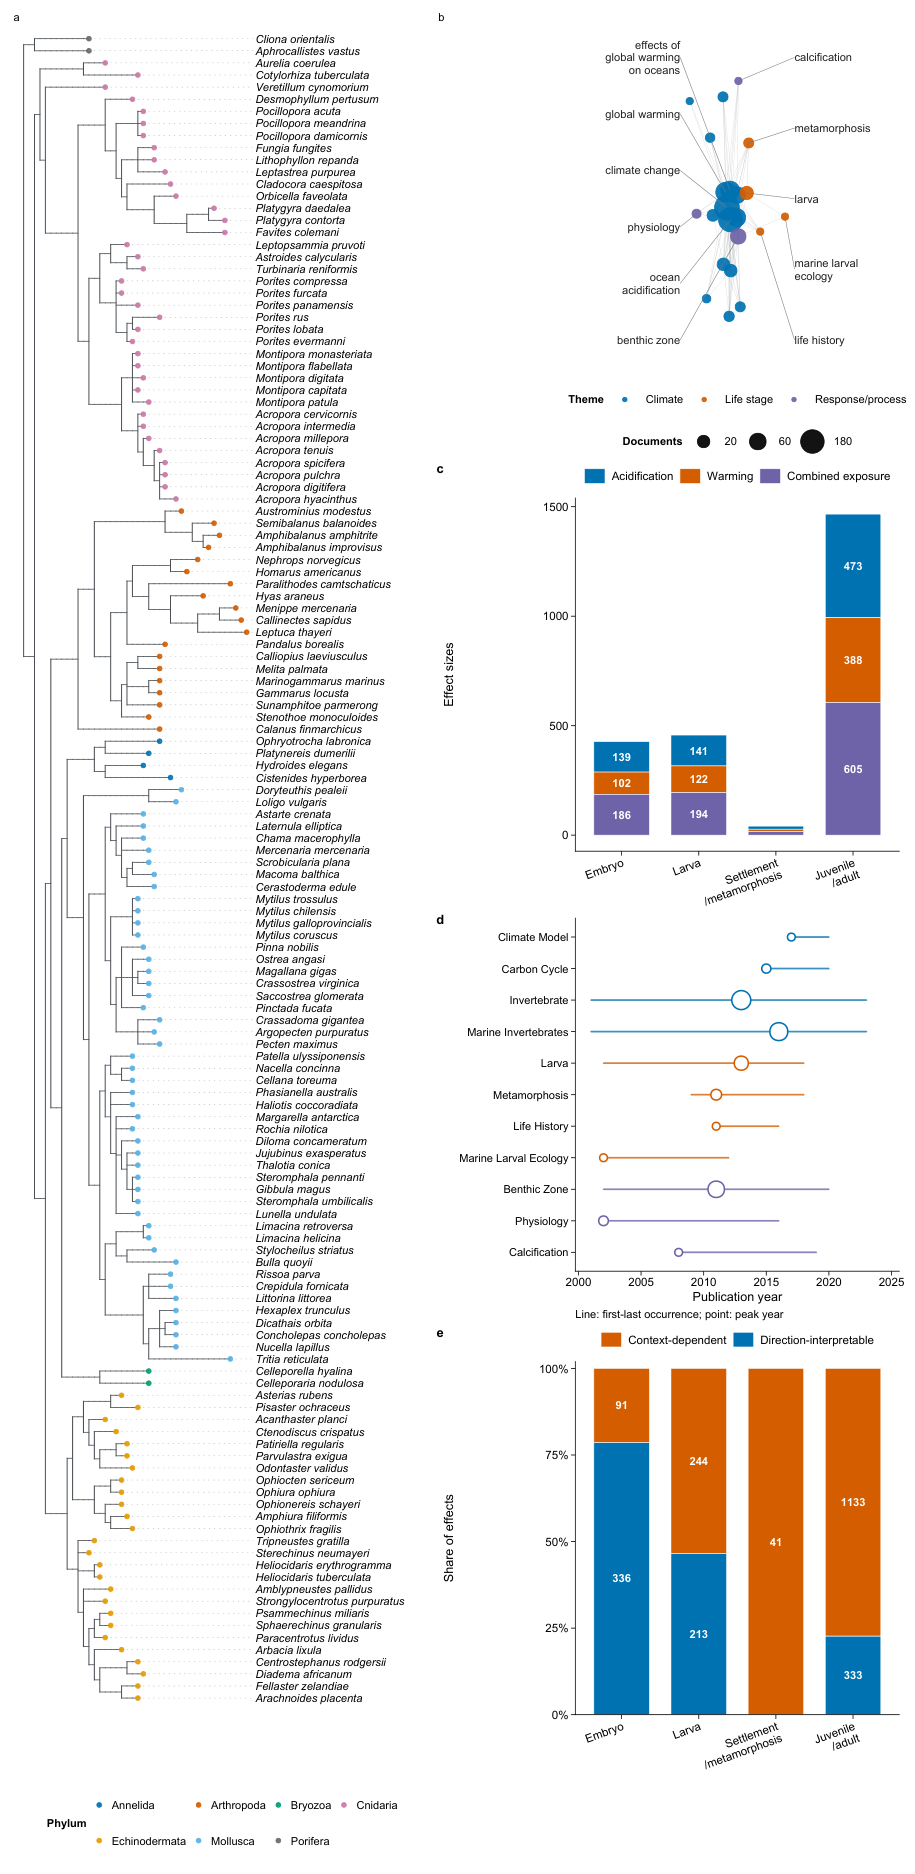 a
Cliona orientalis
Aphrocallistes vastus
Aurelia coerulea
Cotylorhiza tuberculata
Veretillum cynomorium
Desmophyllum pertusum
Pocillopora acuta
Pocillopora meandrina
Pocillopora damicornis
Fungia fungites
Lithophyllon repanda
Leptastrea purpurea
Cladocora caespitosa
Orbicella faveolata
Platygyra daedalea
Platygyra contorta
Favites colemani
Leptopsammia pruvoti
Astroides calycularis
Turbinaria reniformis
Porites compressa
Porites furcata
Porites panamensis
Porites rus
Porites lobata
Porites evermanni
Montipora monasteriata
Montipora flabellata
Montipora digitata
Montipora capitata
Montipora patula
Acropora cervicornis
Acropora intermedia
Acropora millepora
Acropora tenuis
Acropora spicifera
Acropora pulchra
Acropora digitifera
Acropora hyacinthus
Austrominius modestus
Semibalanus balanoides
Amphibalanus amphitrite
Amphibalanus improvisus
Nephrops norvegicus
Homarus americanus
Paralithodes camtschaticus
Hyas araneus
Menippe mercenaria
Callinectes sapidus
Leptuca thayeri
Pandalus borealis
Calliopius laeviusculus
Melita palmata
Marinogammarus marinus
Gammarus locusta
Sunamphitoe parmerong
Stenothoe monoculoides
Calanus finmarchicus
Ophryotrocha labronica
Platynereis dumerilii
Hydroides elegans
Cistenides hyperborea
Doryteuthis pealeii
Loligo vulgaris
Astarte crenata
Laternula elliptica
Chama macerophylla
Mercenaria mercenaria
Scrobicularia plana
Macoma balthica
Cerastoderma edule
Mytilus trossulus
Mytilus chilensis
Mytilus galloprovincialis
Mytilus coruscus
Pinna nobilis
Ostrea angasi
Magallana gigas
Crassostrea virginica
Saccostrea glomerata
Pinctada fucata
Crassadoma gigantea
Argopecten purpuratus
Pecten maximus
Patella ulyssiponensis
Nacella concinna
Cellana toreuma
Phasianella australis
Haliotis coccoradiata
Margarella antarctica
Rochia nilotica
Diloma concameratum
Jujubinus exasperatus
Thalotia conica
Steromphala pennanti
Gibbula magus
Steromphala umbilicalis
Lunella undulata
Limacina retroversa
Limacina helicina
Stylocheilus striatus
Bulla quoyii
Rissoa parva
Crepidula fornicata
Littorina littorea
Hexaplex trunculus
Dicathais orbita
Concholepas concholepas
Nucella lapillus
Tritia reticulata
Celleporella hyalina
Celleporaria nodulosa
Asterias rubens
Pisaster ochraceus
Acanthaster planci
Ctenodiscus crispatus
Patiriella regularis
Parvulastra exigua
Odontaster validus
Ophiocten sericeum
Ophiura ophiura
Ophionereis schayeri
Amphiura filiformis
Ophiothrix fragilis
Tripneustes gratilla
Sterechinus neumayeri
Heliocidaris erythrogramma
Heliocidaris tuberculata
Amblypneustes pallidus
Strongylocentrotus purpuratus
Psammechinus miliaris
Sphaerechinus granularis
Paracentrotus lividus
Arbacia lixula
Centrostephanus rodgersii
Diadema africanum
Fellaster zelandiae
Arachnoides placenta
Phylum
Annelida
Arthropoda
Bryozoa
Cnidaria
Echinodermata
Mollusca
Porifera
b
effects of
global warming
on oceans
global warming
climate change
physiology
ocean
acidification
benthic zone
calcification
metamorphosis
larva
marine larval
ecology
life history
Theme
Climate
Life stage
Response/process
Documents
20
60
180
c
Acidification
Warming
Combined exposure
Effect sizes
1500
1000
500
0
139
102
186
141
122
194
473
388
605
Embryo
Larva
Settlement
/metamorphosis
Juvenile
/adult
d
Climate Model
Carbon Cycle
Invertebrate
Marine Invertebrates
Larva
Metamorphosis
Life History
Marine Larval Ecology
Benthic Zone
Physiology
Calcification
2000
2005
2010
2015
2020
2025
Publication year
Line: first-last occurrence; point: peak year
e
Context-dependent
Direction-interpretable
Share of effects
100%
75%
50%
25%
0%
91
336
244
213
41
1133
333
Embryo
Larva
Settlement
/metamorphosis
Juvenile
/adult